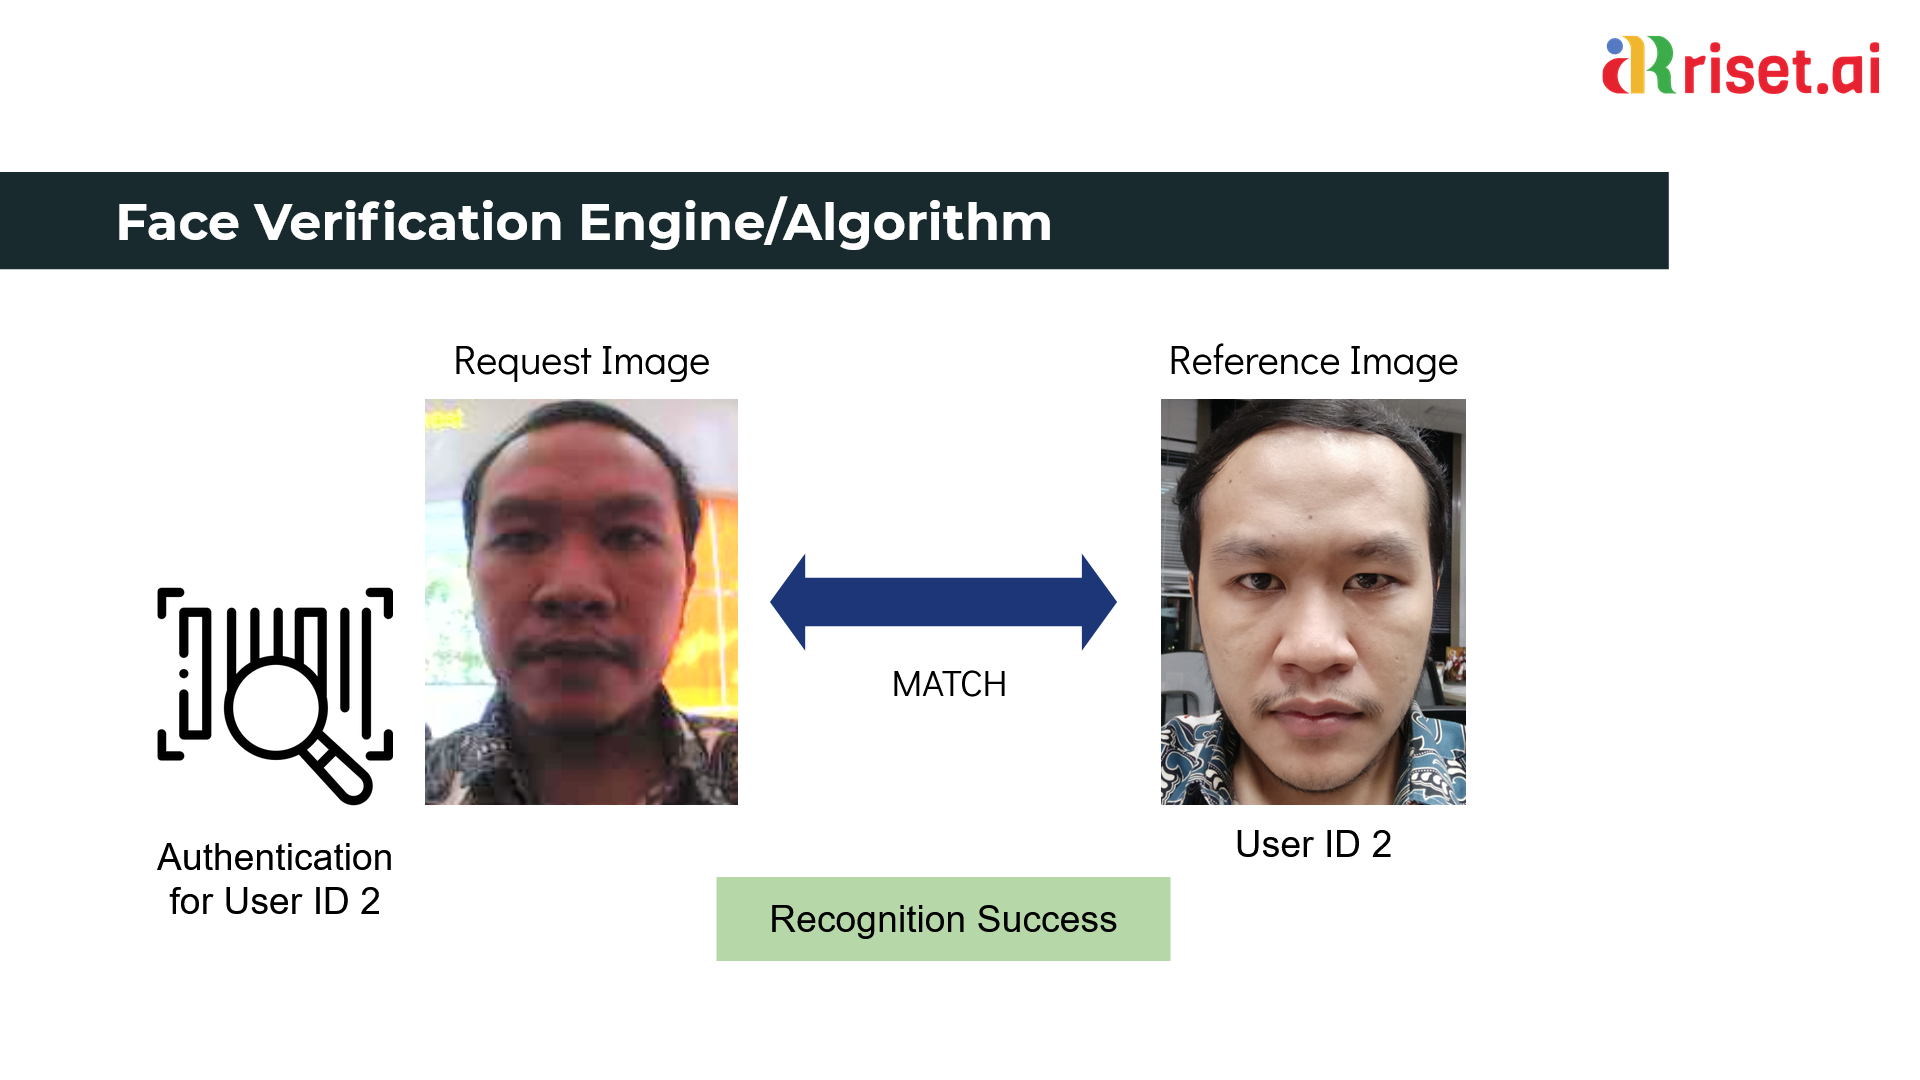 riset.ai
Face Verification Engine/Algorithm
Request Image
Reference Image
MATCH
User ID 2
Authentication
for User ID 2
Recognition Success